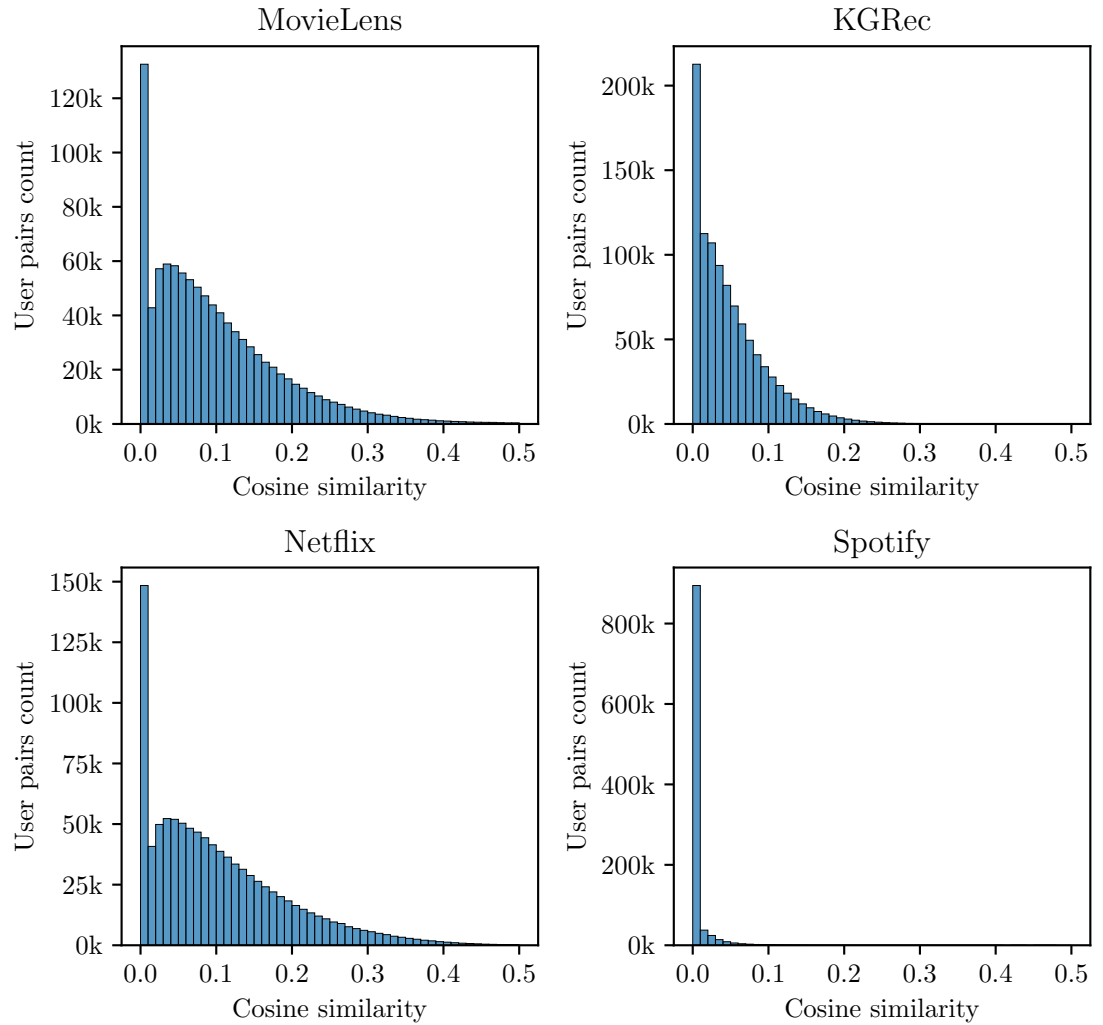 MovieLens
User pairs count
120k
100k
80k
60k
40k
20k
0k
0.0 0.1 0.2 0.3 0.4 0.5
Cosine similarity
KGRec
User pairs count
200k
150k
100k
50k
0k
0.0 0.1 0.2 0.3 0.4 0.5
Cosine similarity
Netflix
User pairs count
150k
125k
100k
75k
50k
25k
0k
0.0 0.1 0.2 0.3 0.4 0.5
Cosine similarity
Spotify
User pairs count
800k
600k
400k
200k
0k
0.0 0.1 0.2 0.3 0.4 0.5
Cosine similarity